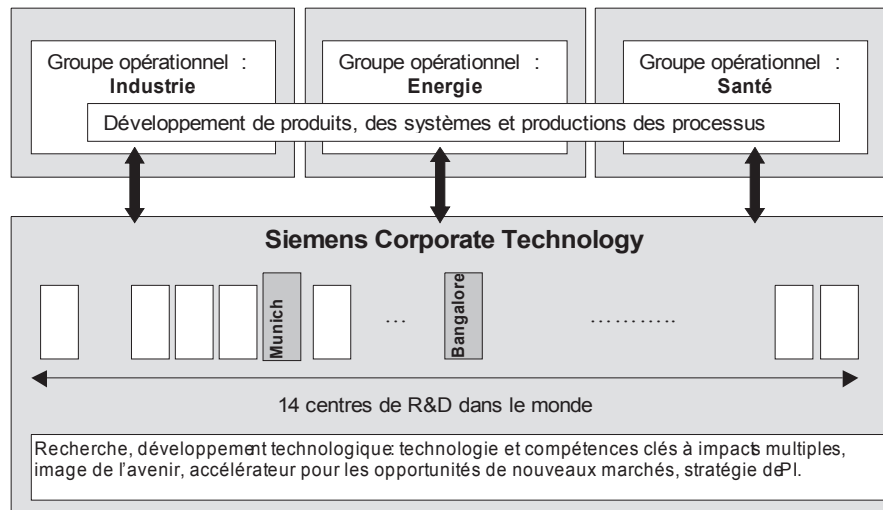 Groupe opérationnel :
Industrie
Groupe opérationnel :
Energie
Groupe opérationnel :
Santé
Développement de produits, des systèmes et productions des processus
Siemens Corporate Technology
Munich
...
Bangalore
...........
14 centres de R&D dans le monde
Recherche, développement technologique: technologie et compétences clés à impacts multiples,
image de l'avenir, accélérateur pour les opportunités de nouveaux marchés, stratégie de PI.